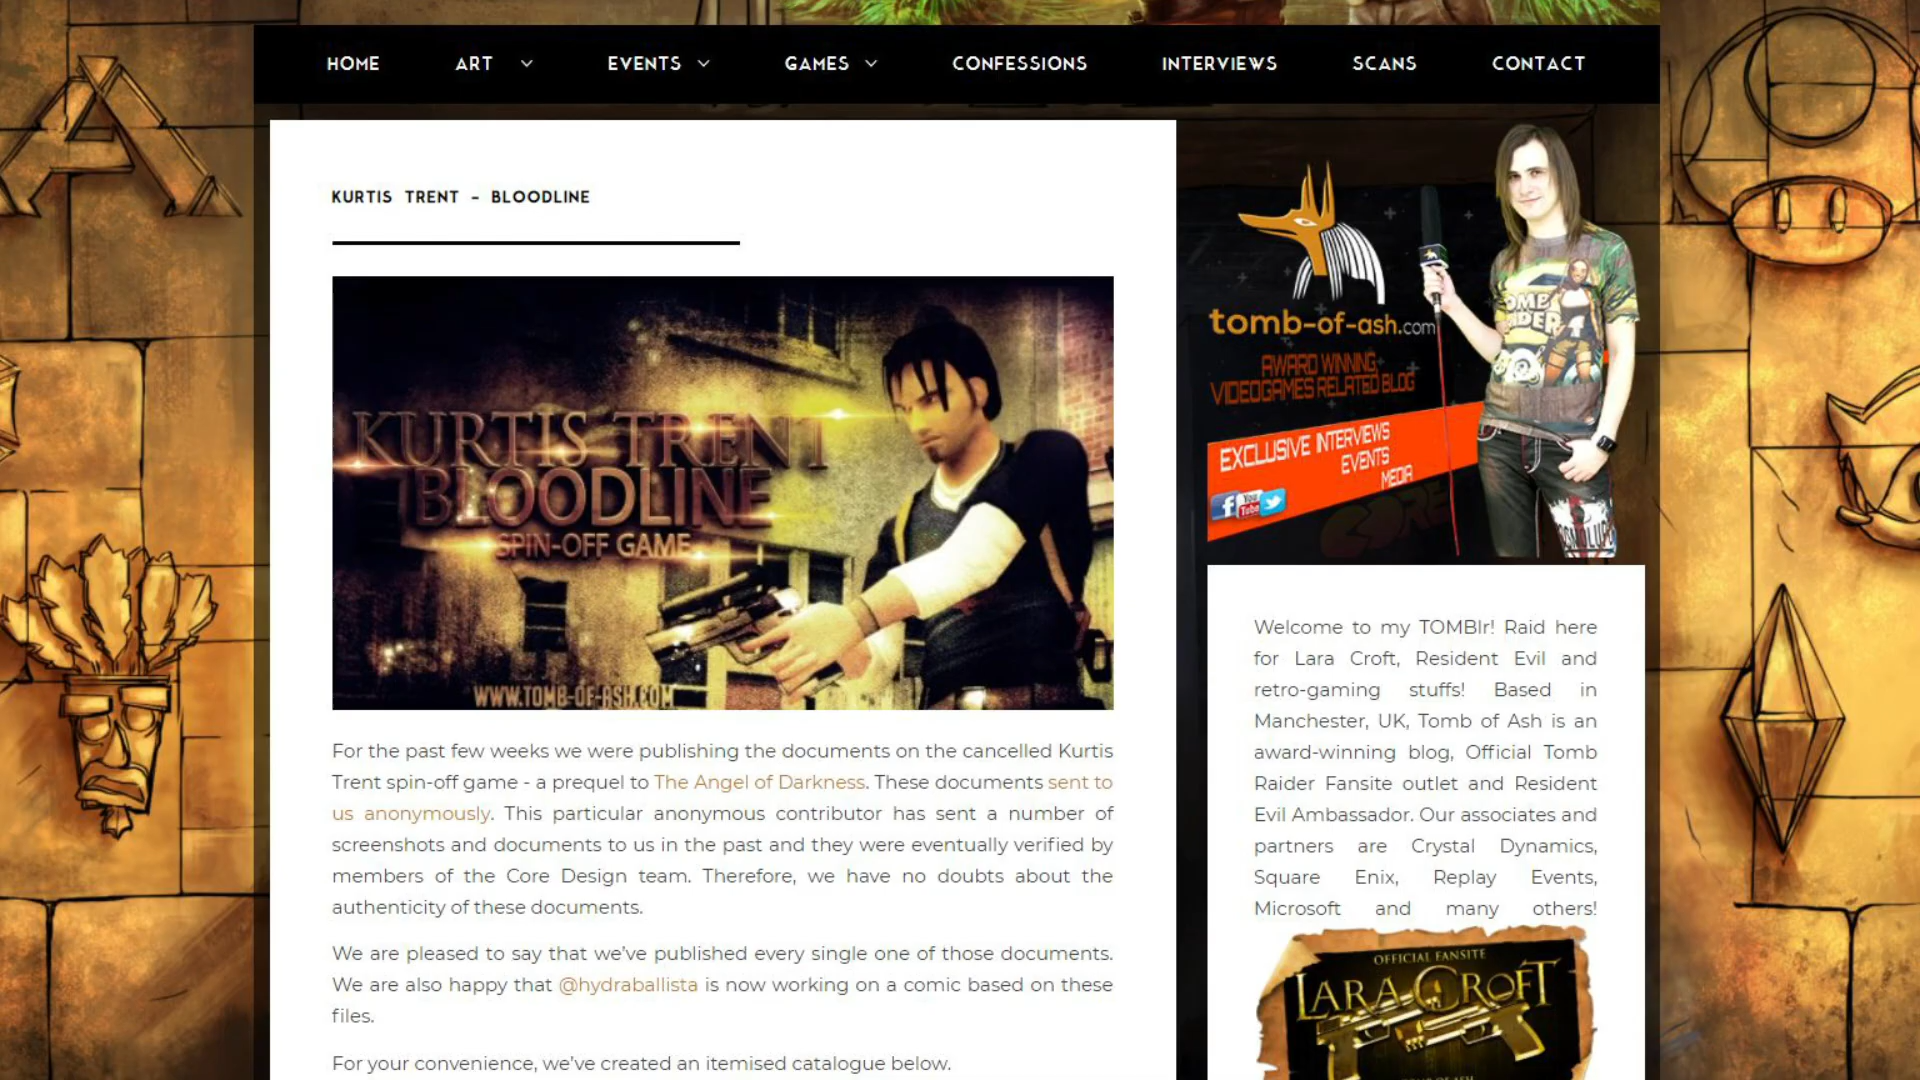 HOME ART EVENTS GAMES CONFESSIONS INTERVIEWS SCANS CONTACT
KURTIS TRENT - BLOODLINE
KURTIS TRENT
BLOODLINE
SPIN-OFF GAME
WWW.TOMB-OF-ASH.COM
For the past few weeks we were publishing the documents on the cancelled Kurtis
Trent spin-off game - a prequel to The Angel of Darkness. These documents sent to
us anonymously. This particular anonymous contributor has sent a number of
screenshots and documents to us in the past and they were eventually verified by
members of the Core Design team. Therefore, we have no doubts about the
authenticity of these documents.
We are pleased to say that we've published every single one of those documents.
We are also happy that @hydraballista is now working on a comic based on these
files.
For your convenience, we've created an itemised catalogue below.
tomb-of-ash.com
AWARD WINNING
VIDEOGAMES RELATED BLOG
EXCLUSIVE INTERVIEWS
EVENTS
MEDIA
You
Tube
CORE
Welcome to my TOMBlr! Raid here
for Lara Croft, Resident Evil and
retro-gaming stuffs! Based in
Manchester, UK, Tomb of Ash is an
award-winning blog, Official Tomb
Raider Fansite outlet and Resident
Evil Ambassador. Our associates and
partners are Crystal Dynamics,
Square Enix, Replay Events,
Microsoft and many others!
OFFICIAL FANSITE
LARA CROFT